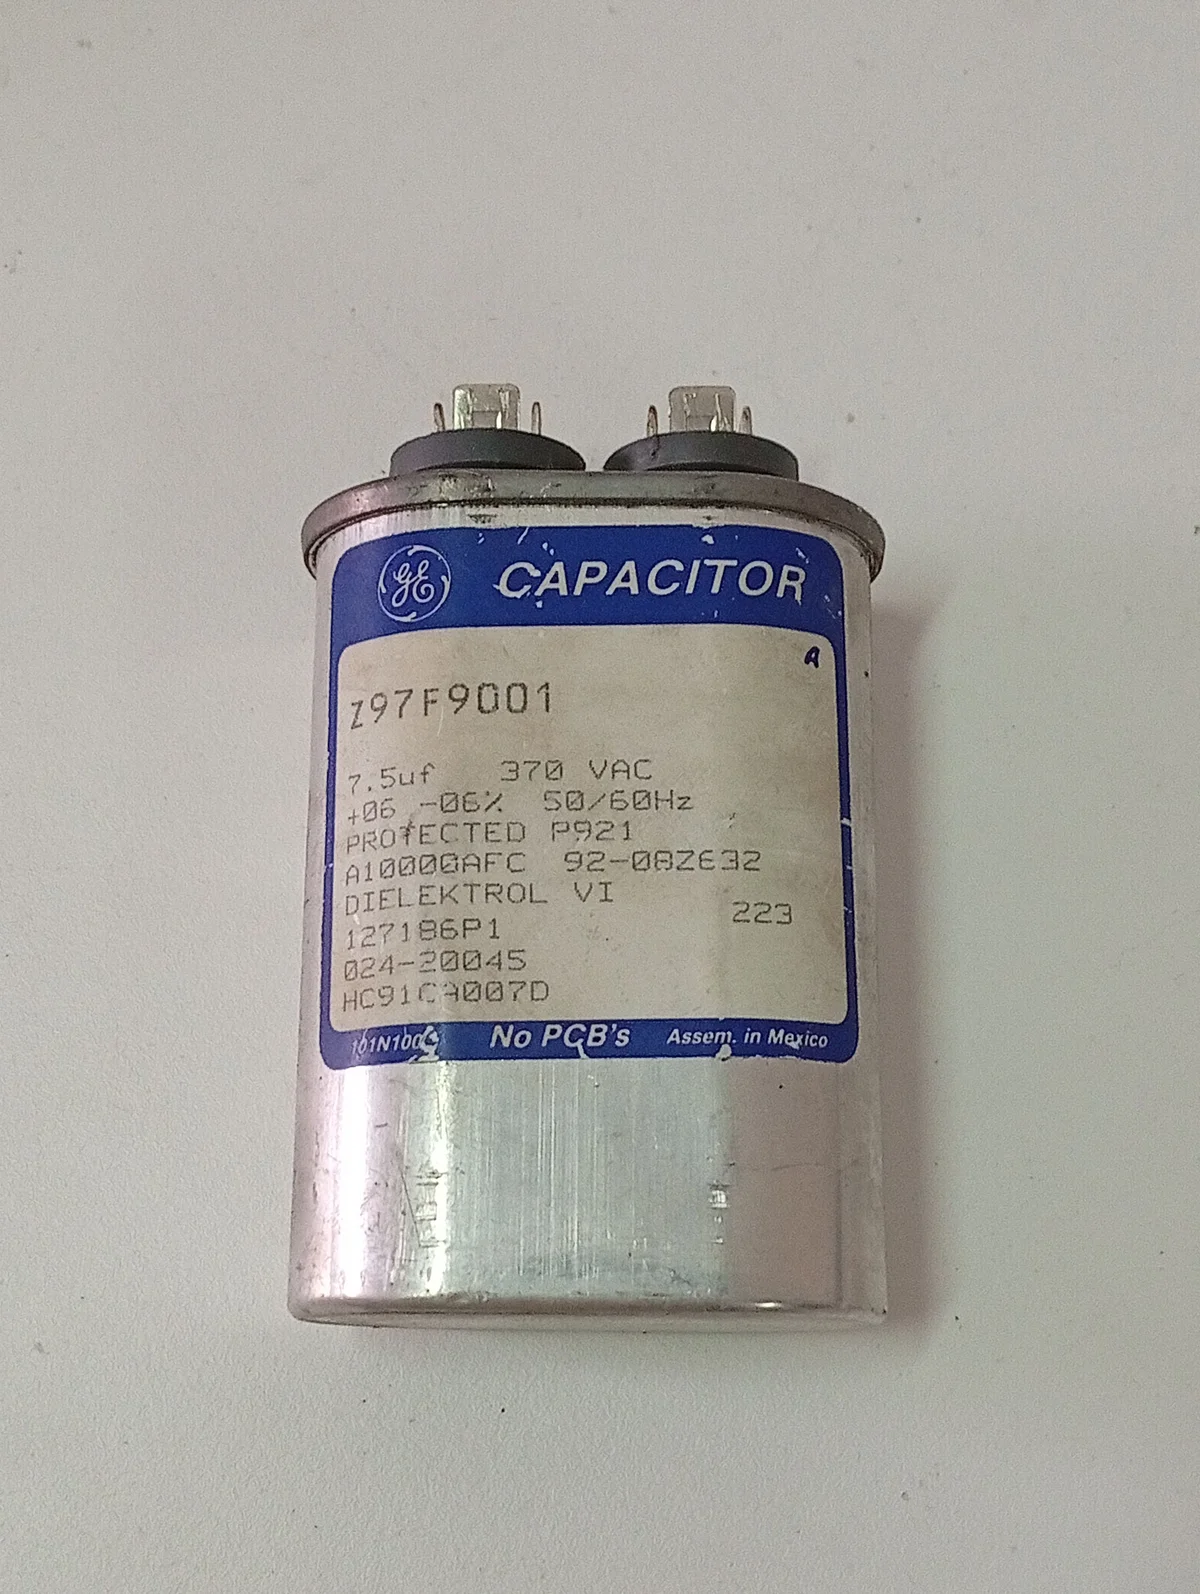 GE CAPACITOR
A
Z97F9001
7.5uf 370 VAC
+06 -06% 50/60Hz
PROTECTED P921
A10000AFC 92-08ZE32
DIELEKTROL VI
223
127186P1
024-20045
HC91CA007D
No PCB's Assem. in Mexico